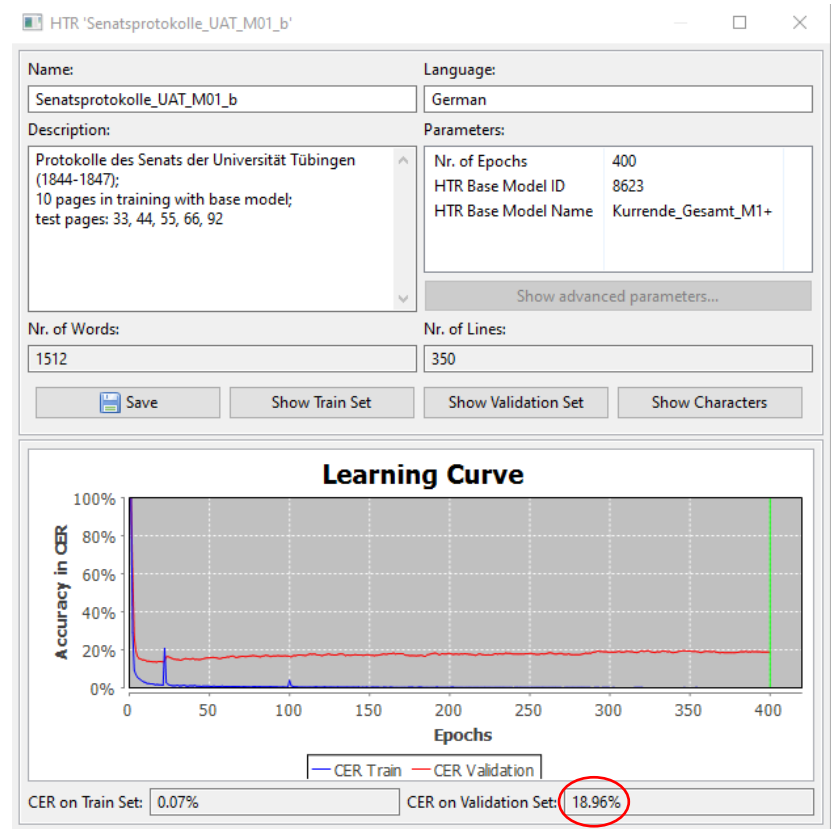 HTR 'Senatsprotokolle_UAT_M01_b'
Name:
Senatsprotokolle_UAT_M01_b
Language:
German
Description:
Protokolle des Senats der Universität Tübingen
(1844-1847);
10 pages in training with base model;
test pages: 33, 44, 55, 66, 92
Parameters:
Nr. of Epochs 400
HTR Base Model ID 8623
HTR Base Model Name Kurrende_Gesamt_M1+
Show advanced parameters...
Nr. of Words:
1512
Nr. of Lines:
350
Save Show Train Set Show Validation Set Show Characters
Learning Curve
Accuracy in CER
100%
80%
60%
40%
20%
0%
0 50 100 150 200 250 300 350 400
Epochs
CER Train CER Validation
CER on Train Set: 0.07% CER on Validation Set: 18.96%